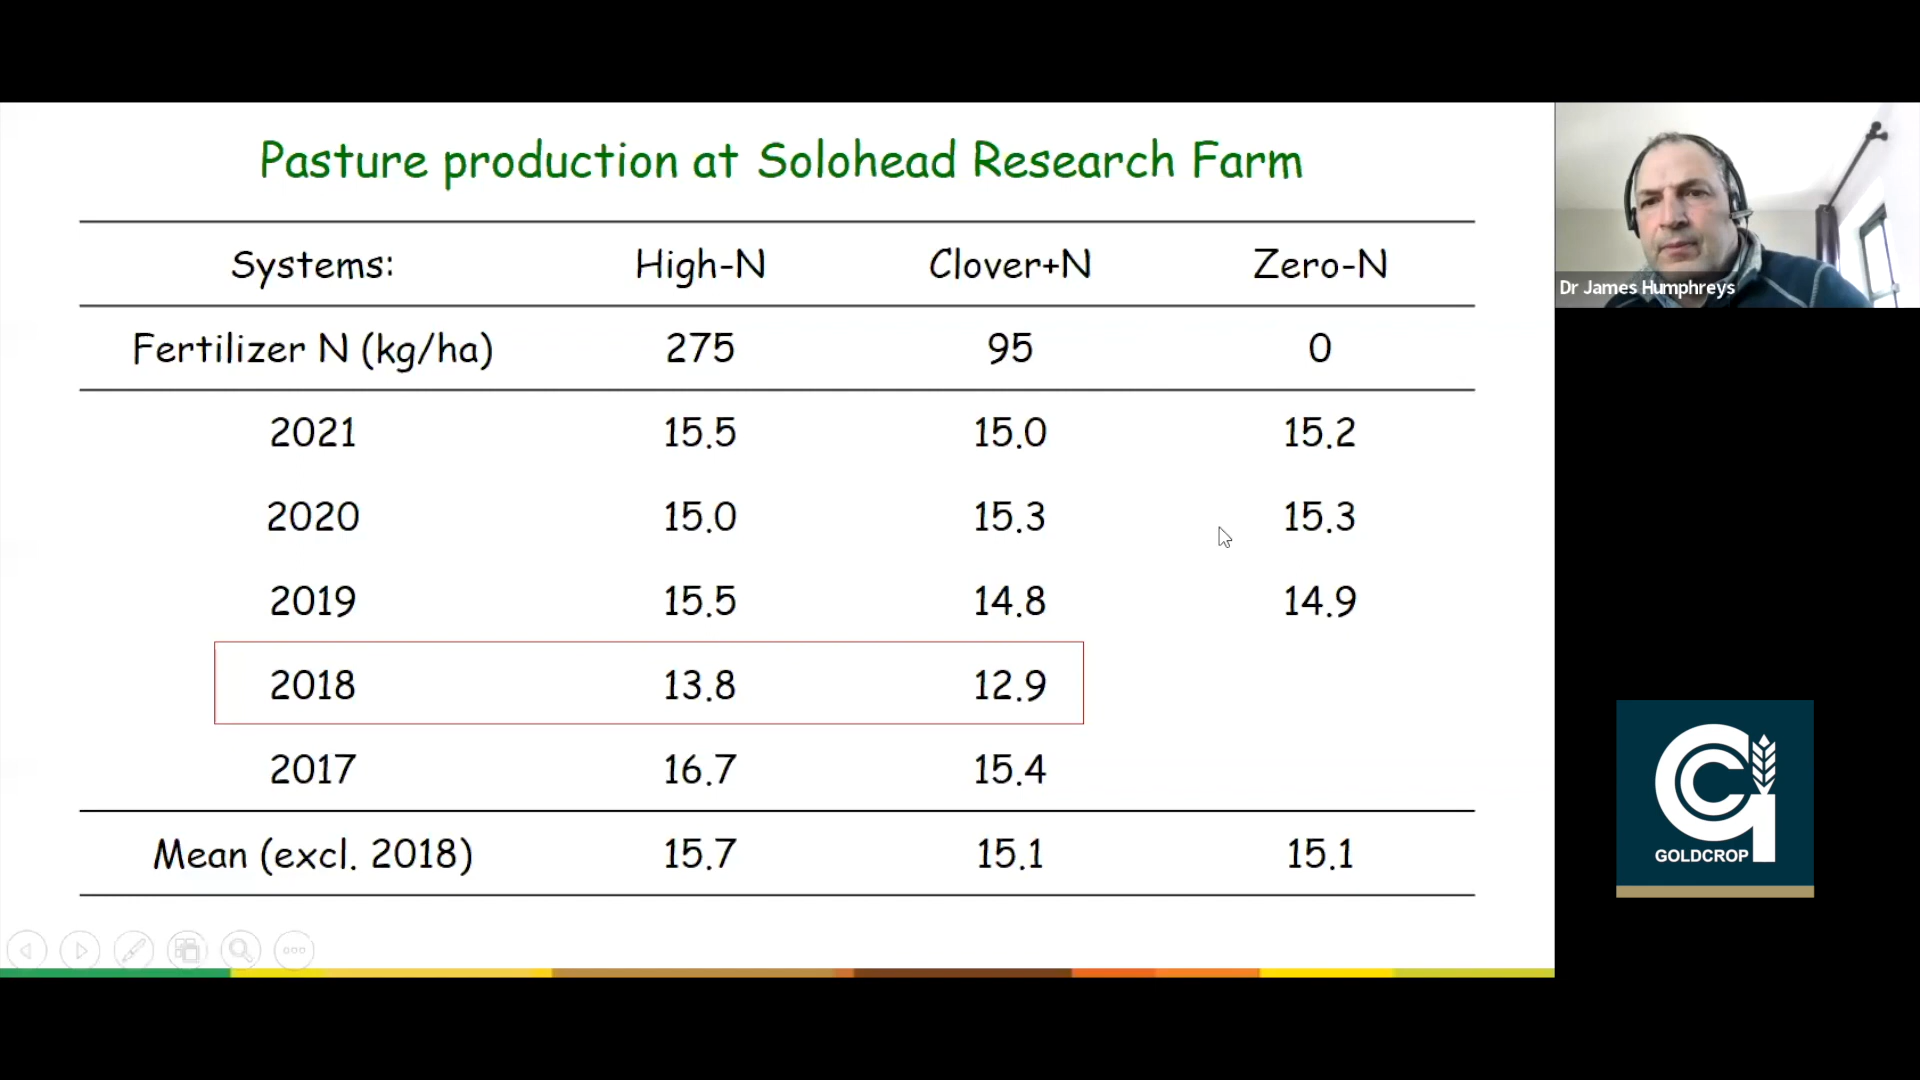 Pasture production at Solohead Research Farm
Systems: High-N Clover+N Zero-N
Fertilizer N (kg/ha) 275 95 0
2021 15.5 15.0 15.2
2020 15.0 15.3 15.3
2019 15.5 14.8 14.9
2018 13.8 12.9
2017 16.7 15.4
Mean (excl. 2018) 15.7 15.1 15.1
Dr James Humphreys
GOLDCROP